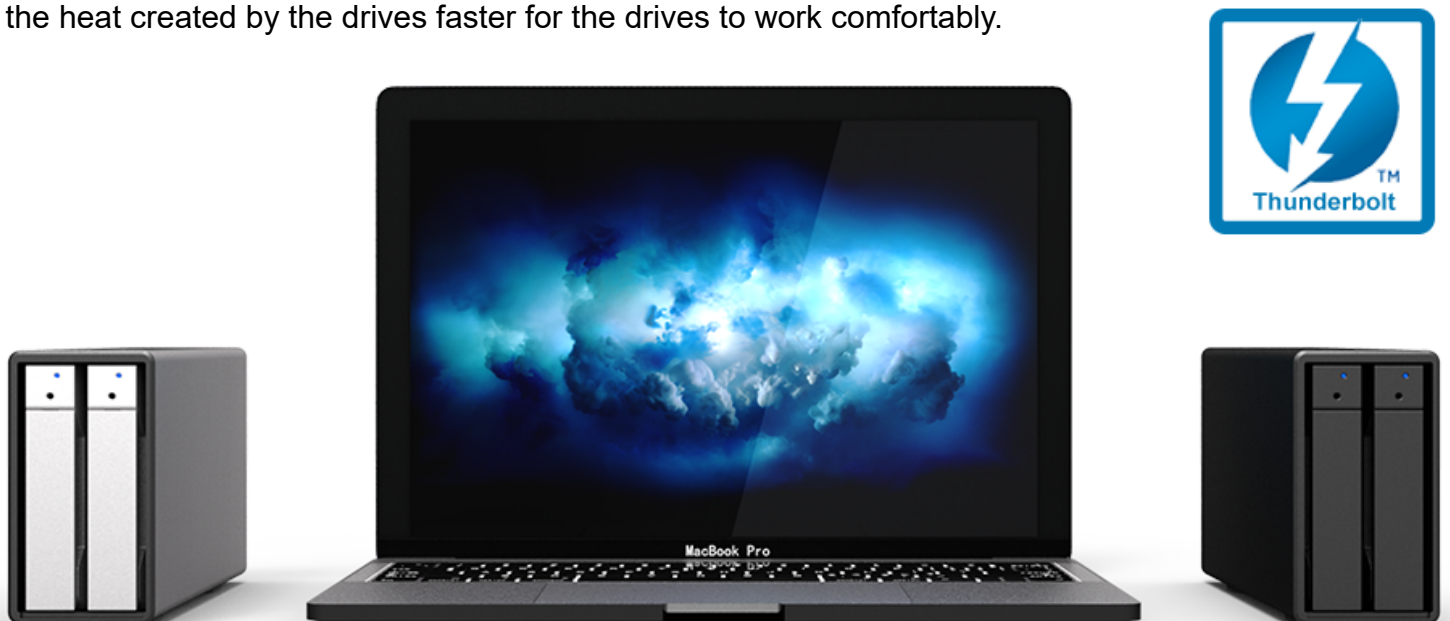 the heat created by the drives faster for the drives to work comfortably.
TM
Thunderbolt
MacBook Pro